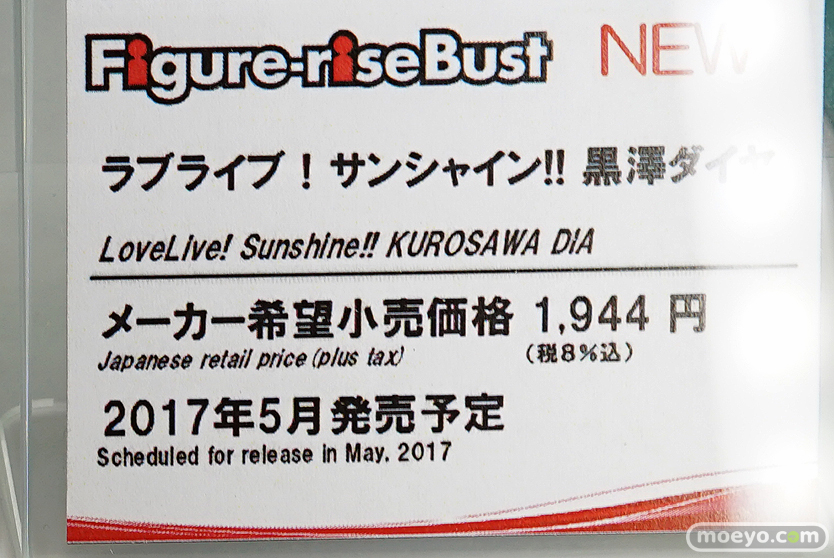 Figure-riseBust NEW
ラブライブ！サンシャイン!! 黒澤ダイヤ
LoveLive! Sunshine!! KUROSAWA DIA
メーカー希望小売価格 1,944 円
Japanese retail price (plus tax) （税8%込）
2017年5月発売予定
Scheduled for release in May. 2017
moeyo.com